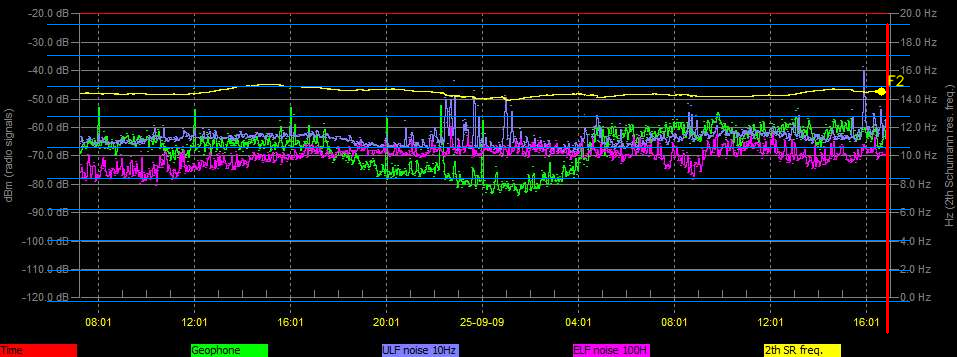 -20.0 dB 20.0 Hz
-30.0 dB 18.0 Hz
-40.0 dB 16.0 Hz
F2
-50.0 dB 14.0 Hz
-60.0 dB 12.0 Hz
-70.0 dB 10.0 Hz
-80.0 dB 8.0 Hz
-90.0 dB 6.0 Hz
-100.0 dB 4.0 Hz
-110.0 dB 2.0 Hz
-120.0 dB 0.0 Hz
dBm (radio signals)
Hz (2th Schumann res. freq.)
08:01 12:01 16:01 20:01 25-09-09 04:01 08:01 12:01 16:01
Time Geophone ULF noise 10Hz ELF noise 100H 2th SR freq.